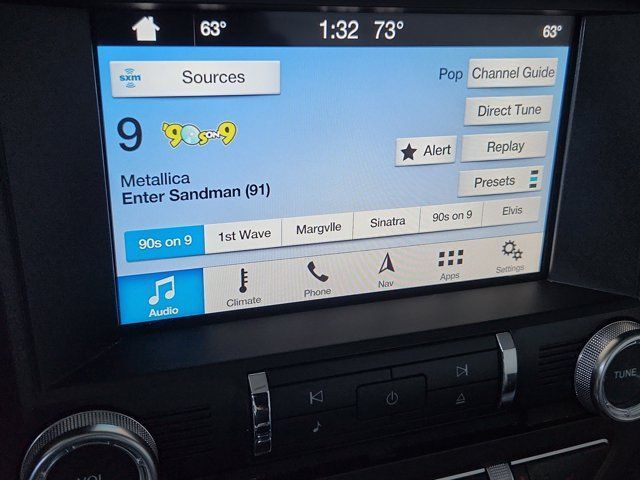 63° 1:32 73° 63°
sxm Sources Pop Channel Guide
Direct Tune
9 '90s ON 9
Alert Replay
Metallica
Enter Sandman (91)
Presets
90s on 9 1st Wave Margvlle Sinatra 90s on 9 Elvis
Audio Climate Phone Nav Apps Settings
TUNE
VOL